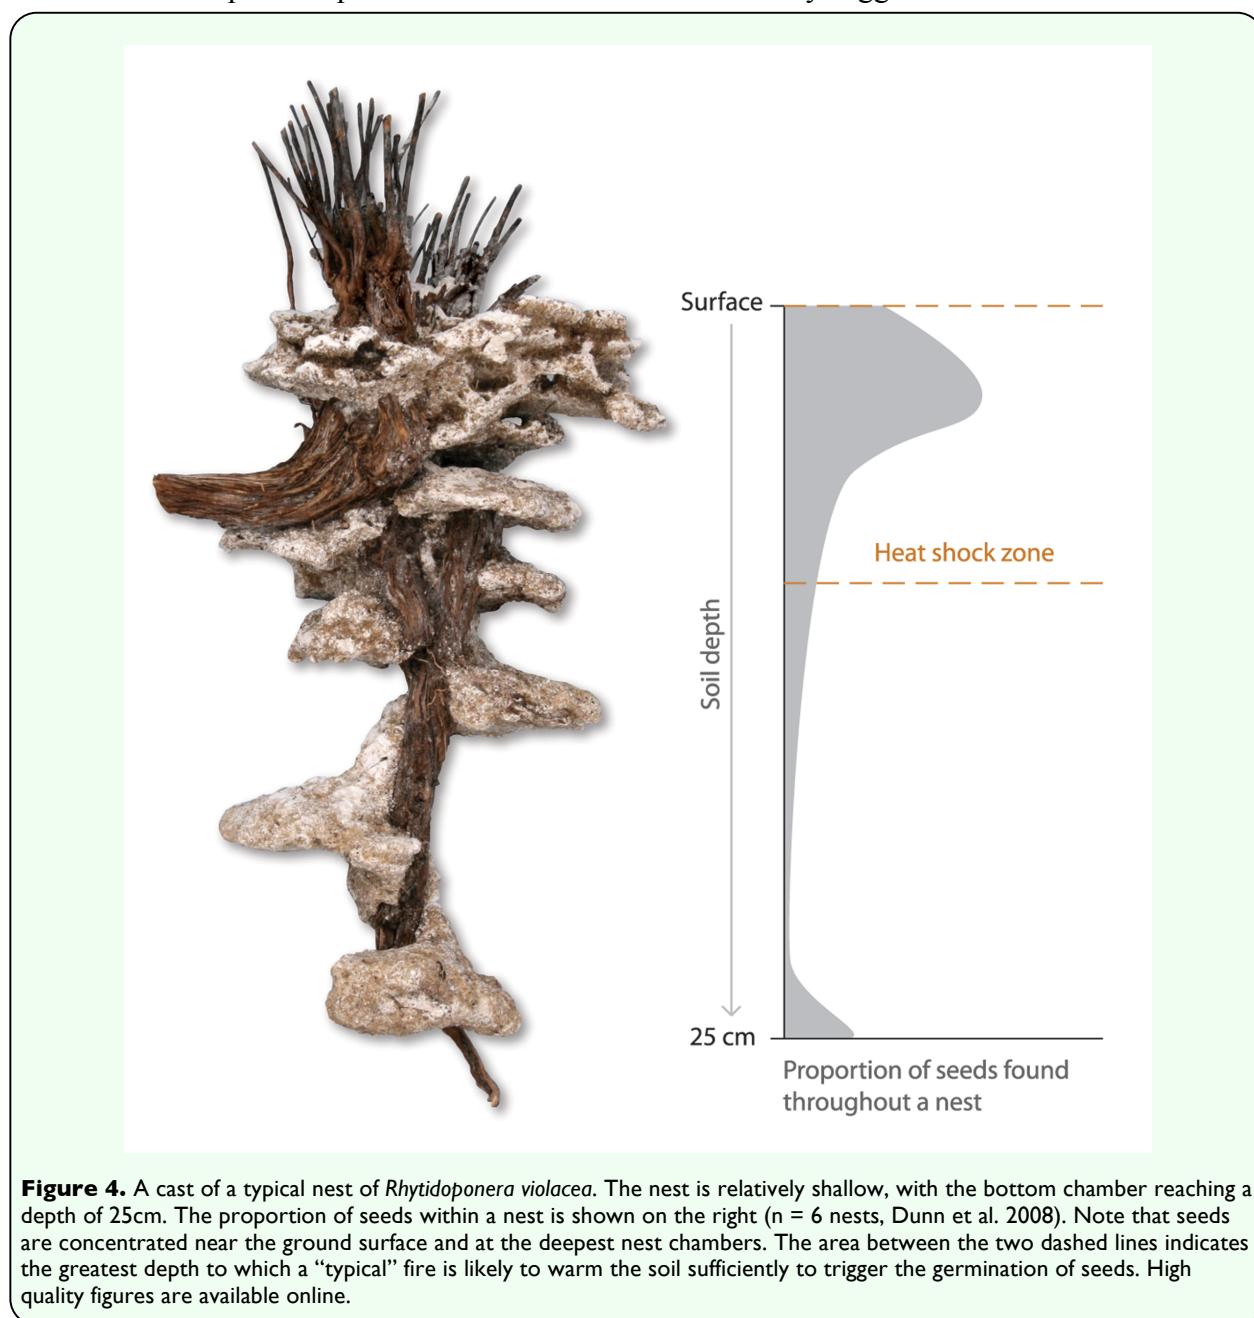 Surface
Heat shock zone
Soil depth
25 cm
Proportion of seeds found
throughout a nest
Figure 4. A cast of a typical nest of Rhytidoponera violacea. The nest is relatively shallow, with the bottom chamber reaching a
depth of 25cm. The proportion of seeds within a nest is shown on the right (n = 6 nests, Dunn et al. 2008). Note that seeds
are concentrated near the ground surface and at the deepest nest chambers. The area between the two dashed lines indicates
the greatest depth to which a “typical” fire is likely to warm the soil sufficiently to trigger the germination of seeds. High
quality figures are available online.